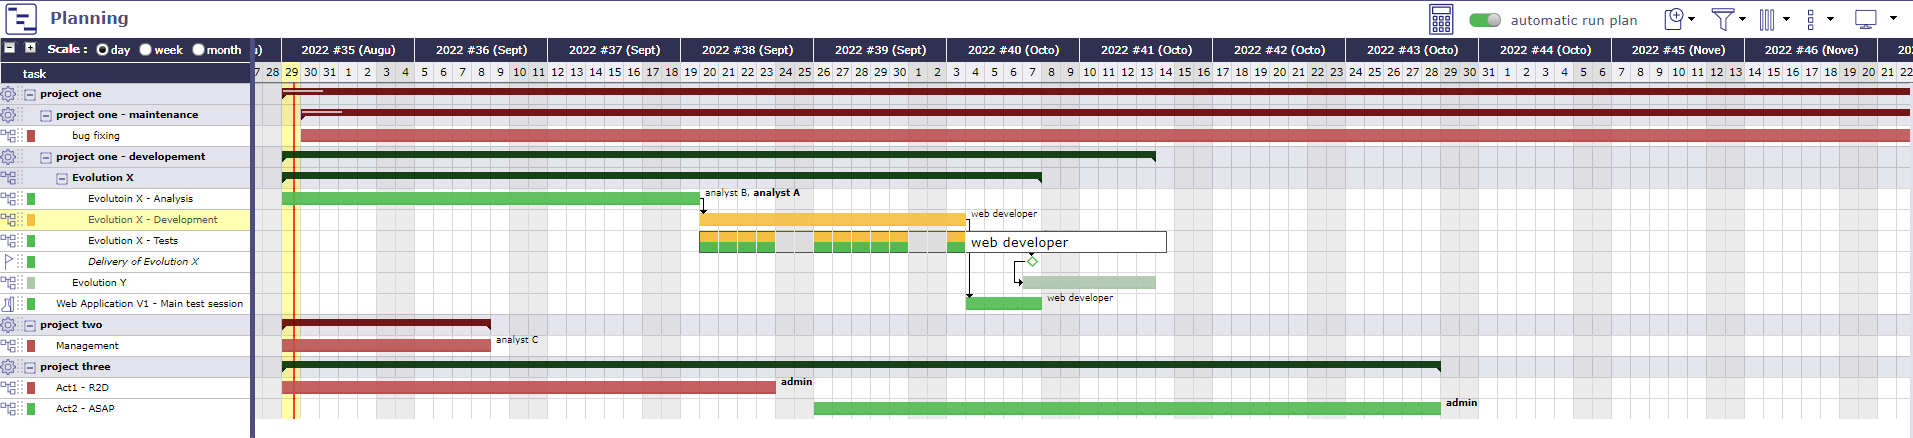 Planning
automatic run plan
Scale : day week month
) 2022 #35 (Augu) 2022 #36 (Sept) 2022 #37 (Sept) 2022 #38 (Sept) 2022 #39 (Sept) 2022 #40 (Octo) 2022 #41 (Octo) 2022 #42 (Octo) 2022 #43 (Octo) 2022 #44 (Octo) 2022 #45 (Nove) 2022 #46 (Nove) 202
task
7 28 29 30 31 1 2 3 4 5 6 7 8 9 10 11 12 13 14 15 16 17 18 19 20 21 22 23 24 25 26 27 28 29 30 1 2 3 4 5 6 7 8 9 10 11 12 13 14 15 16 17 18 19 20 21 22 23 24 25 26 27 28 29 30 31 1 2 3 4 5 6 7 8 9 10 11 12 13 14 15 16 17 18 19 20 21 22
project one
project one - maintenance
bug fixing
project one - developement
Evolution X
Evolutoin X - Analysis analyst B, analyst A
Evolution X - Development web developer
Evolution X - Tests web developer
Delivery of Evolution X
Evolution Y
Web Application V1 - Main test session web developer
project two
Management analyst C
project three
Act1 - R2D admin
Act2 - ASAP admin